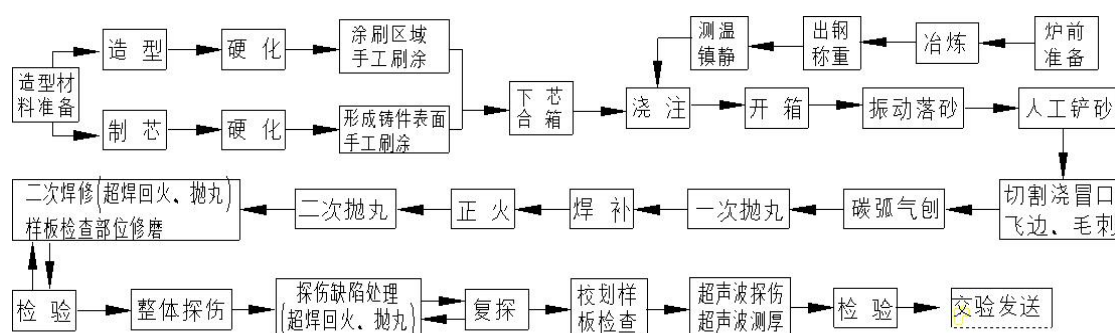 造型材
料准备
造 型
硬 化
涂刷区域
手工刷涂
制 芯
硬 化
形成铸件表面
手工刷涂
下 芯
合 箱
测 温
镇 静
出 钢
称 重
冶 炼
炉 前
准 备
浇 注
开 箱
振动落砂
人工铲砂
切割浇冒口
飞边、毛刺
碳弧气刨
一次抛丸
焊 补
正 火
二次抛丸
二次焊修(超焊回火、抛丸)
样板检查部位修磨
检 验
整体探伤
探伤缺陷处理
(超焊回火、抛丸)
复 探
校划样
板检查
超声波探伤
超声波测厚
检 验
交验发送